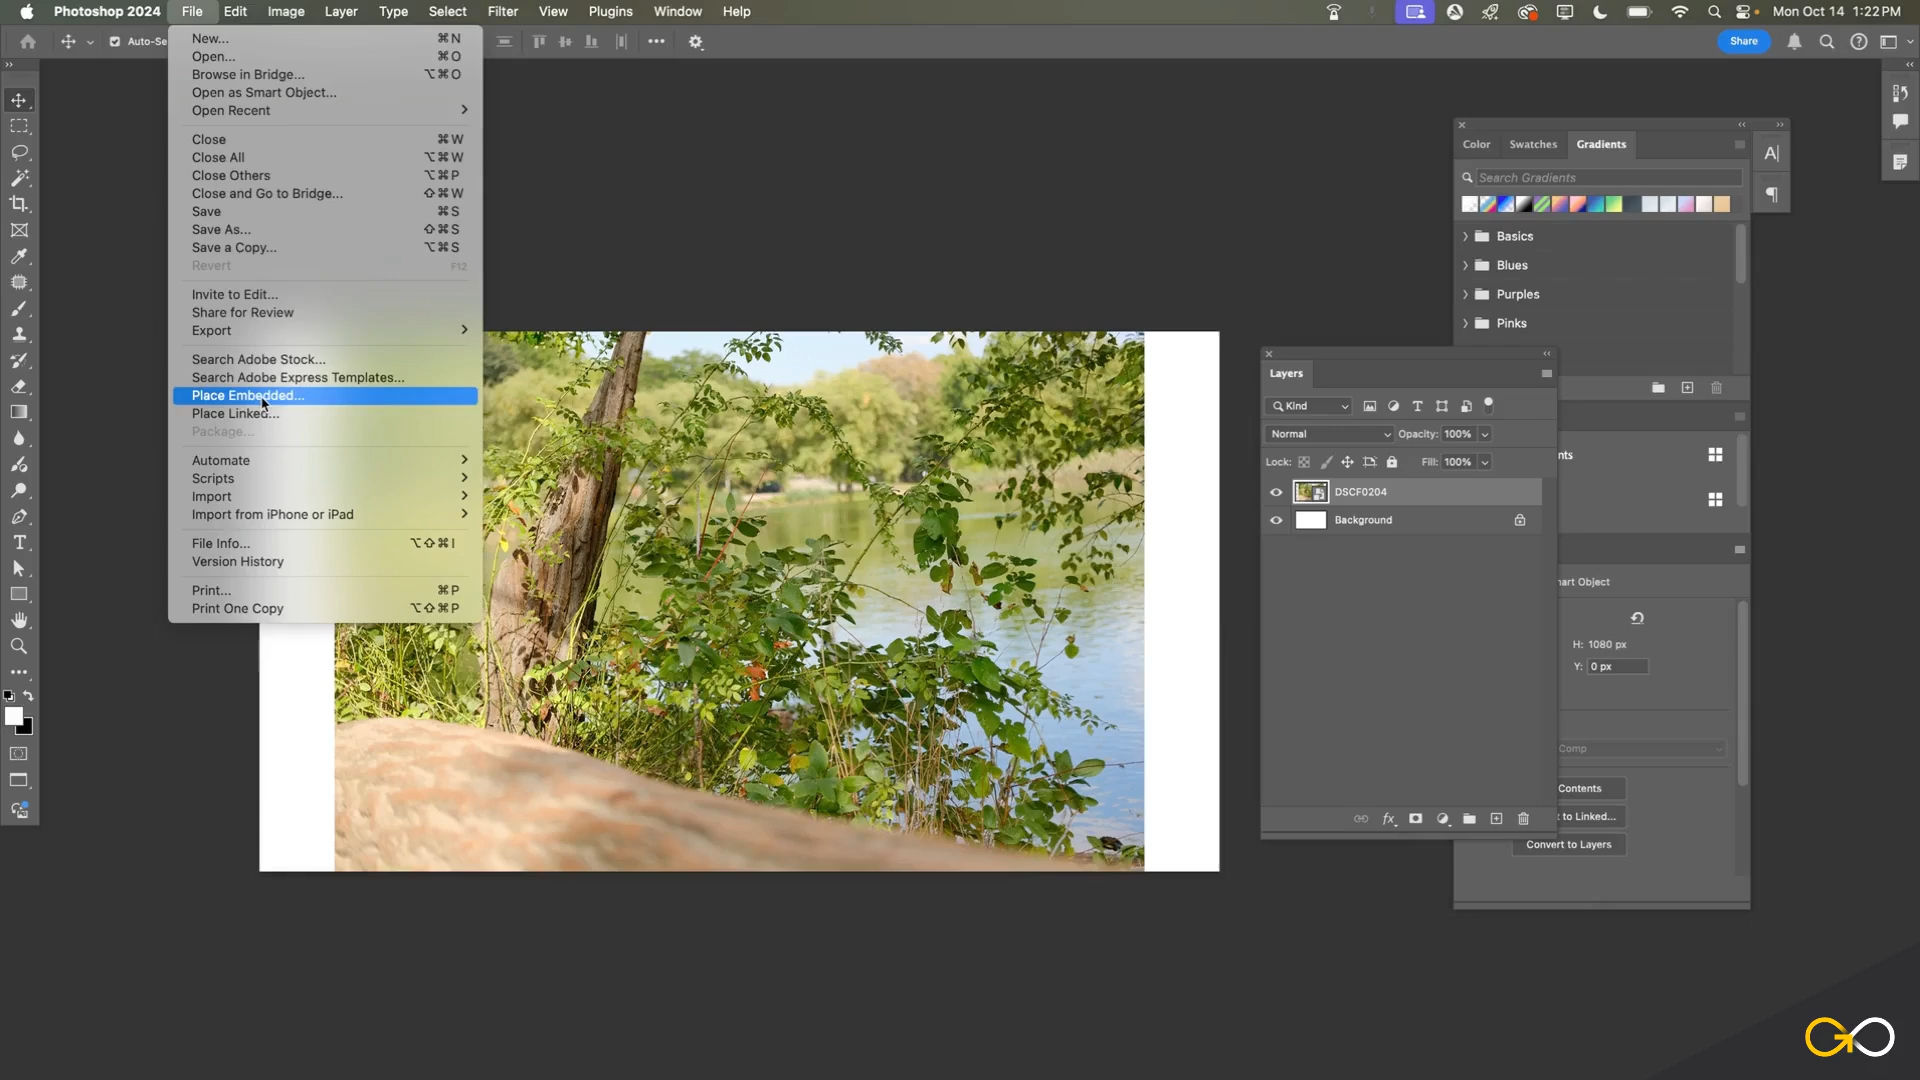 Photoshop 2024 File Edit Image Layer Type Select Filter View Plugins Window Help Mon Oct 14 1:22 PM
Auto-Se
Share
New... ⌘N
Open... ⌘O
Browse in Bridge... ⌥⌘O
Open as Smart Object...
Open Recent
Close ⌘W
Close All ⌥⌘W
Close Others ⌥⌘P
Close and Go to Bridge... ⇧⌘W
Save ⌘S
Save As... ⇧⌘S
Save a Copy... ⌥⌘S
Revert F12
Invite to Edit...
Share for Review
Export
Search Adobe Stock...
Search Adobe Express Templates...
Place Embedded...
Place Linked...
Package...
Automate
Scripts
Import
Import from iPhone or iPad
File Info... ⌥⇧⌘I
Version History
Print... ⌘P
Print One Copy ⌥⇧⌘P
Color Swatches Gradients
Search Gradients
Basics
Blues
Purples
Pinks
Layers
Kind
Normal Opacity: 100%
Lock: Fill: 100%
DSCF0204
Background
nts
art Object
H: 1080 px
Y: 0 px
Comp
Contents
to Linked...
Convert to Layers
GO